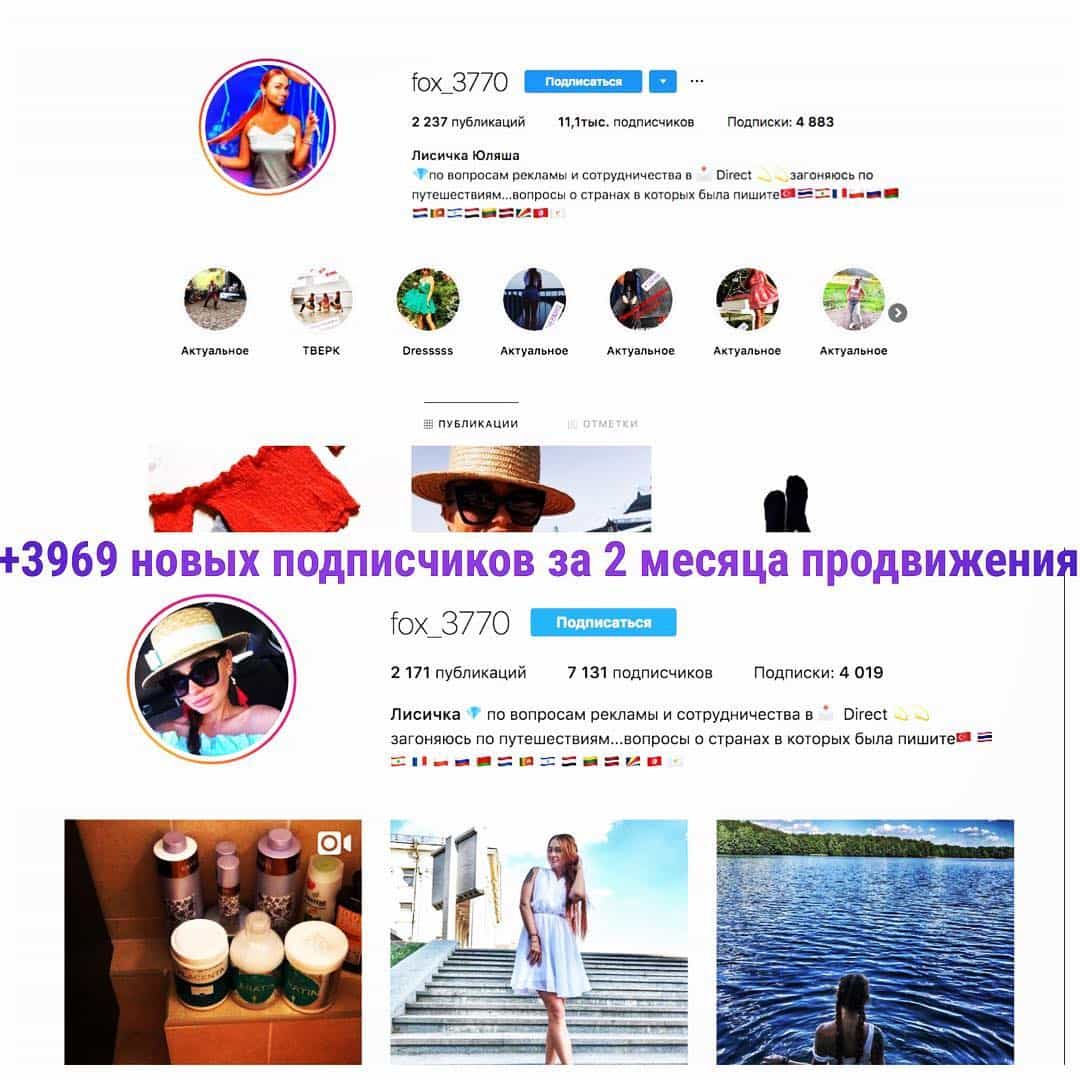 fox_3770 Подписаться ...
2 237 публикаций 11,1тыс. подписчиков Подписки: 4 883
Лисичка Юляша
💎по вопросам рекламы и сотрудничества в 📩 Direct 💫💫загоняюсь по
путешествиям...вопросы о странах в которых была пишите🇹🇷🇹🇭🇪🇸🇫🇷🇵🇱🇷🇺🇧🇾
🇳🇱🇱🇰🇮🇱🇪🇬🇱🇹🇱🇻🇸🇨🇹🇳🇨🇾
Актуальное ТВЕРК Dresssss Актуальное Актуальное Актуальное Актуальное
ПУБЛИКАЦИИ ОТМЕТКИ
+3969 новых подписчиков за 2 месяца продвижения
fox_3770 Подписаться
2 171 публикаций 7 131 подписчиков Подписки: 4 019
Лисичка 💎 по вопросам рекламы и сотрудничества в 📩 Direct 💫💫
загоняюсь по путешествиям...вопросы о странах в которых была пишите🇹🇷 🇹🇭
🇪🇸 🇫🇷 🇵🇱 🇷🇺 🇧🇾 🇳🇱 🇱🇰 🇮🇱 🇪🇬 🇱🇹 🇱🇻 🇸🇨 🇹🇳 🇨🇾